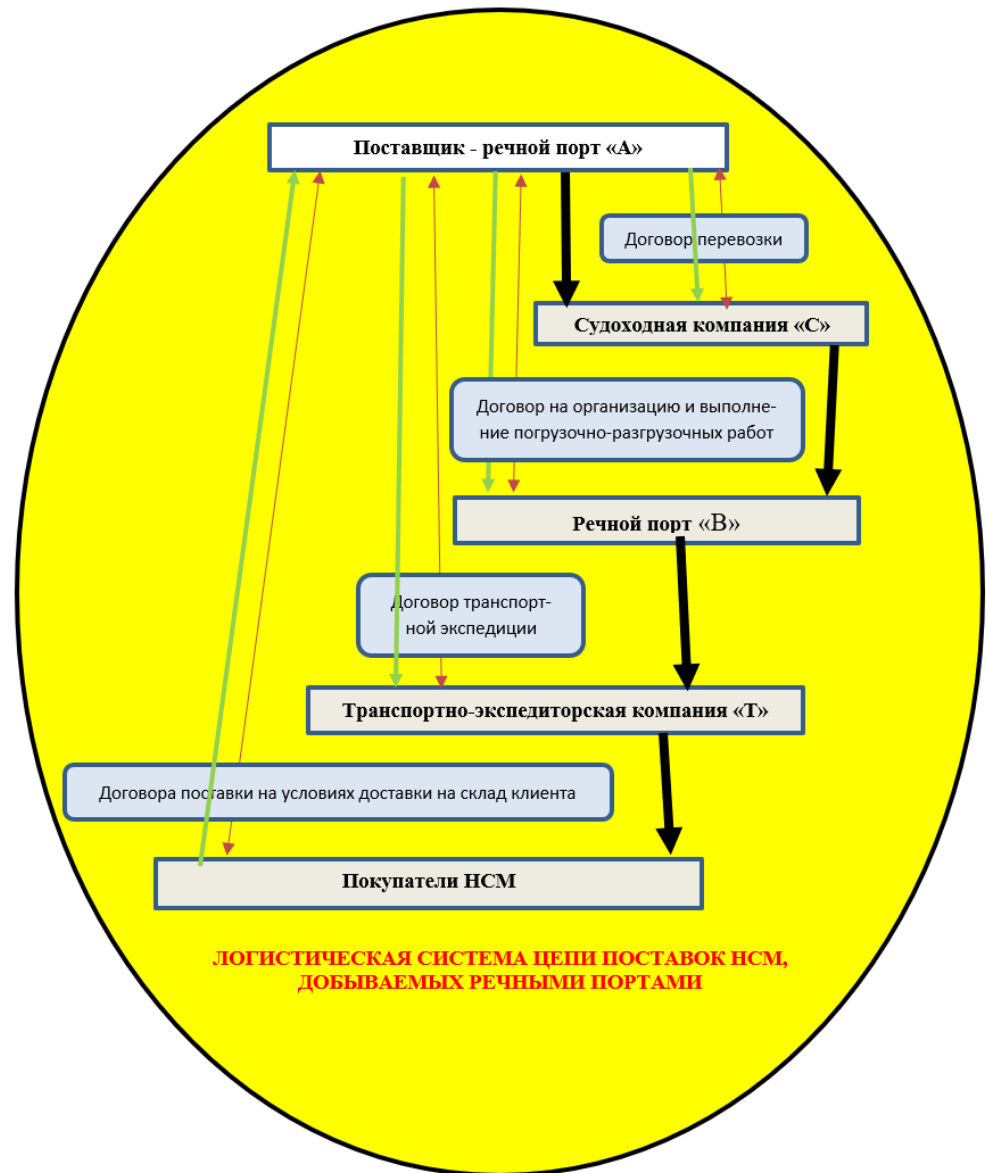 Поставщик - речной порт «А»
Договор перевозки
Судоходная компания «С»
Договор на организацию и выполне-
ние погрузочно-разгрузочных работ
Речной порт «В»
Договор транспорт-
ной экспедиции
Транспортно-экспедиторская компания «Т»
Договора поставки на условиях доставки на склад клиента
Покупатели НСМ
ЛОГИСТИЧЕСКАЯ СИСТЕМА ЦЕПИ ПОСТАВОК НСМ,
ДОБЫВАЕМЫХ РЕЧНЫМИ ПОРТАМИ